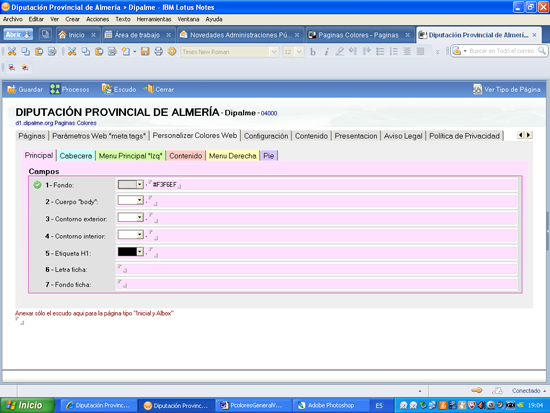 Diputación Provincial de Almería > Dipalme - IBM Lotus Notes
Archivo Ver Crear Acciones Texto Herramientas Ventana Ayuda
Abrir Inicio Área de trabajo Novedades Administraciones Pú... Paginas Colores - Paginas Diputación Provincial de Almerí...
Times New Roman 12 b i Buscar en Todo el correo
Guardar Procesos Escudo Cerrar Ver Tipo de Página
DIPUTACIÓN PROVINCIAL DE ALMERÍA - Dipalme - 04000
d1.dipalme.org Paginas Colores
Páginas Parámetros Web "meta tags" Personalizar Colores Web Configuración Contenido Presentacion Aviso Legal Política de Privacidad
Principal Cabecera Menu Principal "Izq" Contenido Menu Derecha Pie
Campos
1- Fondo: - #F3F6EF
2 - Cuerpo "body": -
3 - Contorno exterior: -
4 - Contorno interior: -
5 - Etiqueta H1: -
6 - Letra ficha:
7 - Fondo ficha:
Anexar sólo el escudo aqui para la página tipo "Inicial y Albox"
Conectado
Inicio Diputación Provinc... Diputación Provinc... PcoloresGeneralV... Adobe Photoshop ES 19:04